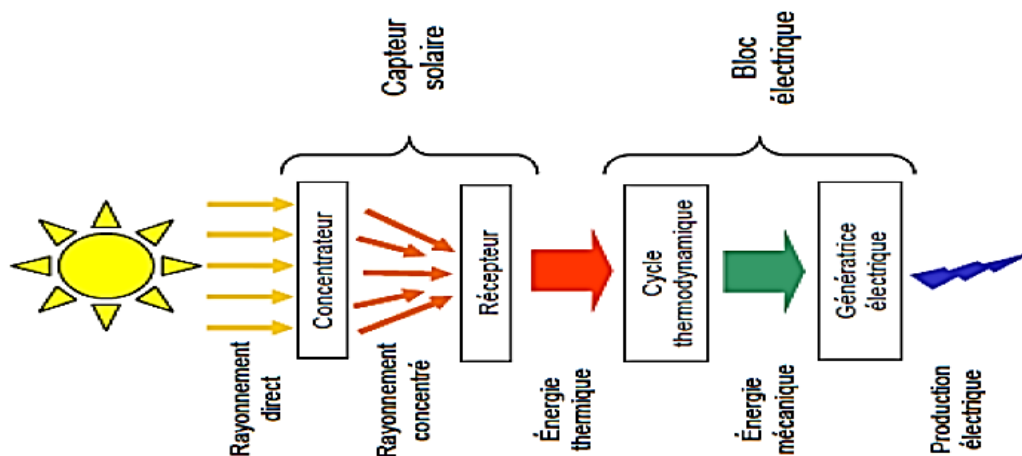 Capteur
solaire
Bloc
électrique
Concentrateur
Récepteur
Cycle
thermodynamique
Génératrice
électrique
Rayonnement
direct
Rayonnement
concentré
Énergie
thermique
Énergie
mécanique
Production
électrique